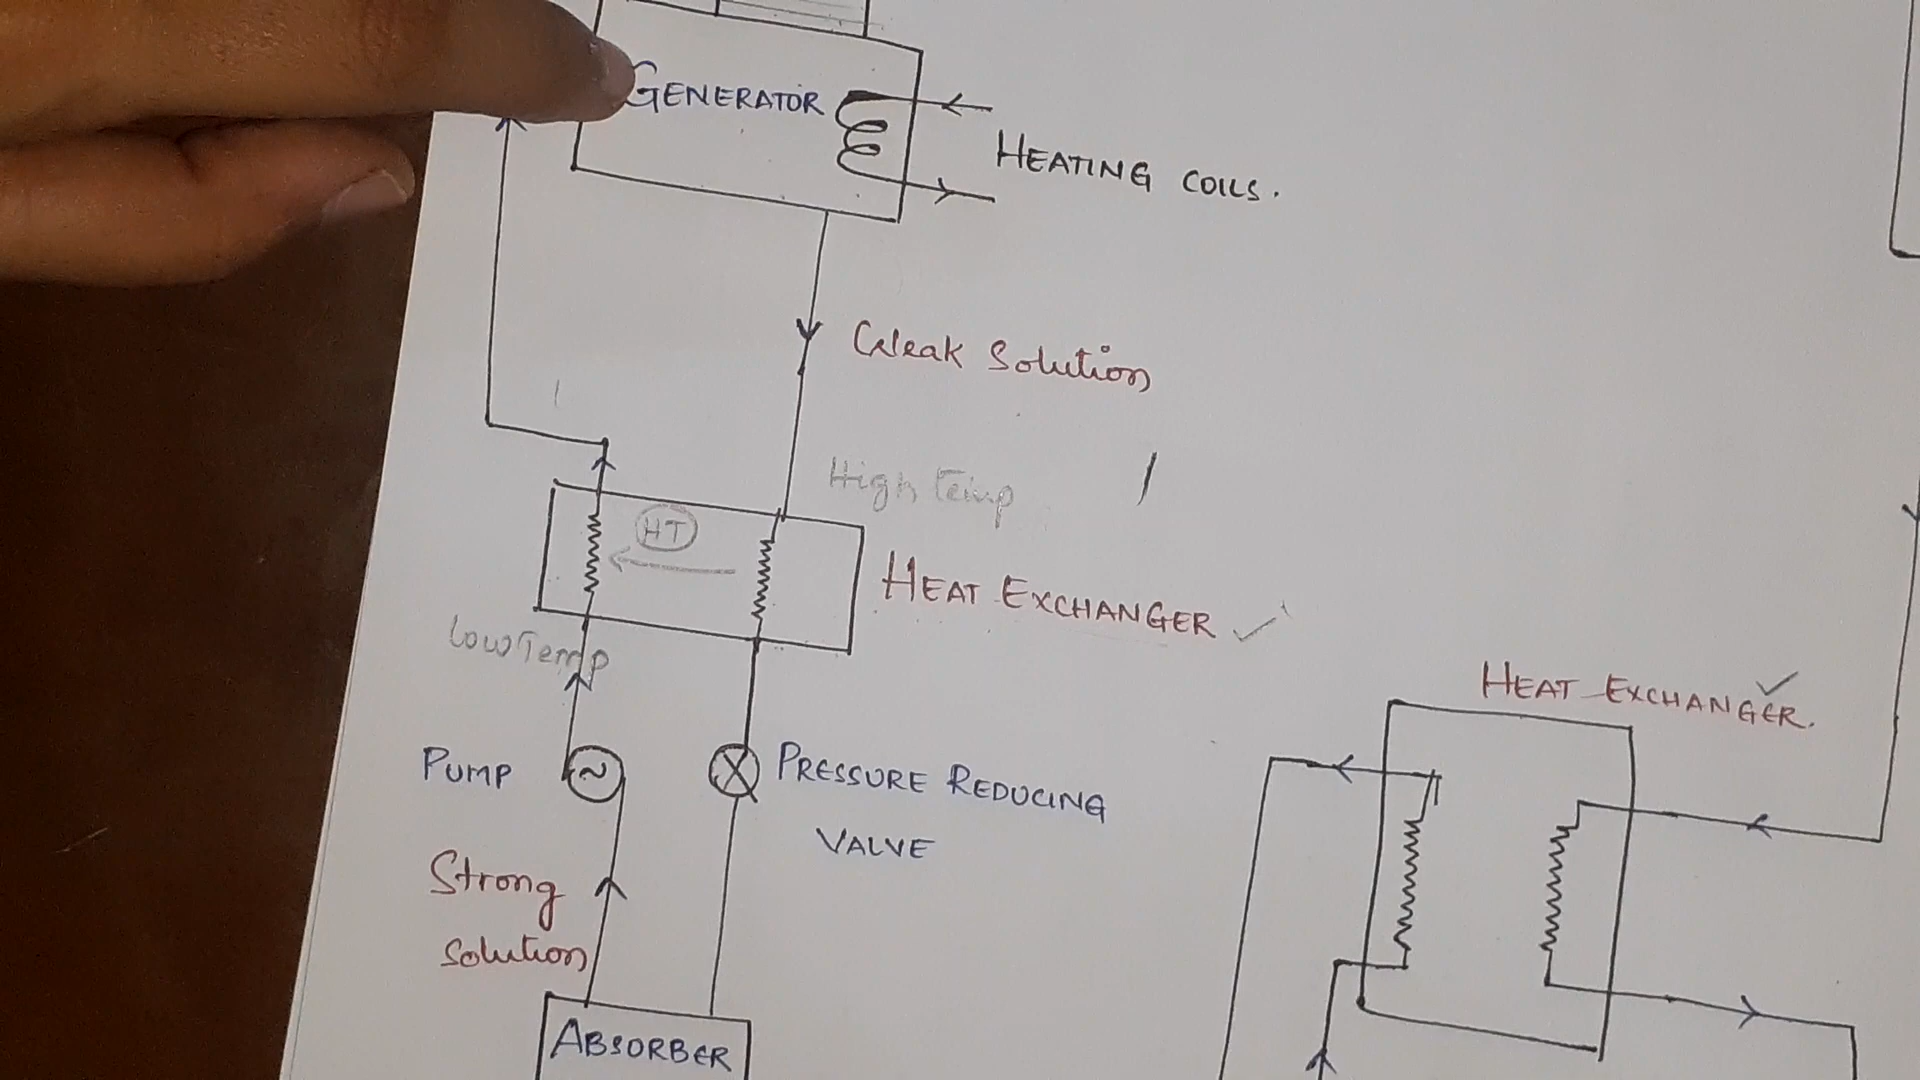 GENERATOR
HEATING COILS.
Weak Solution
High Temp
HT
HEAT EXCHANGER
Low Temp
HEAT EXCHANGER.
PUMP
PRESSURE REDUCING
VALVE
Strong
Solution
ABSORBER